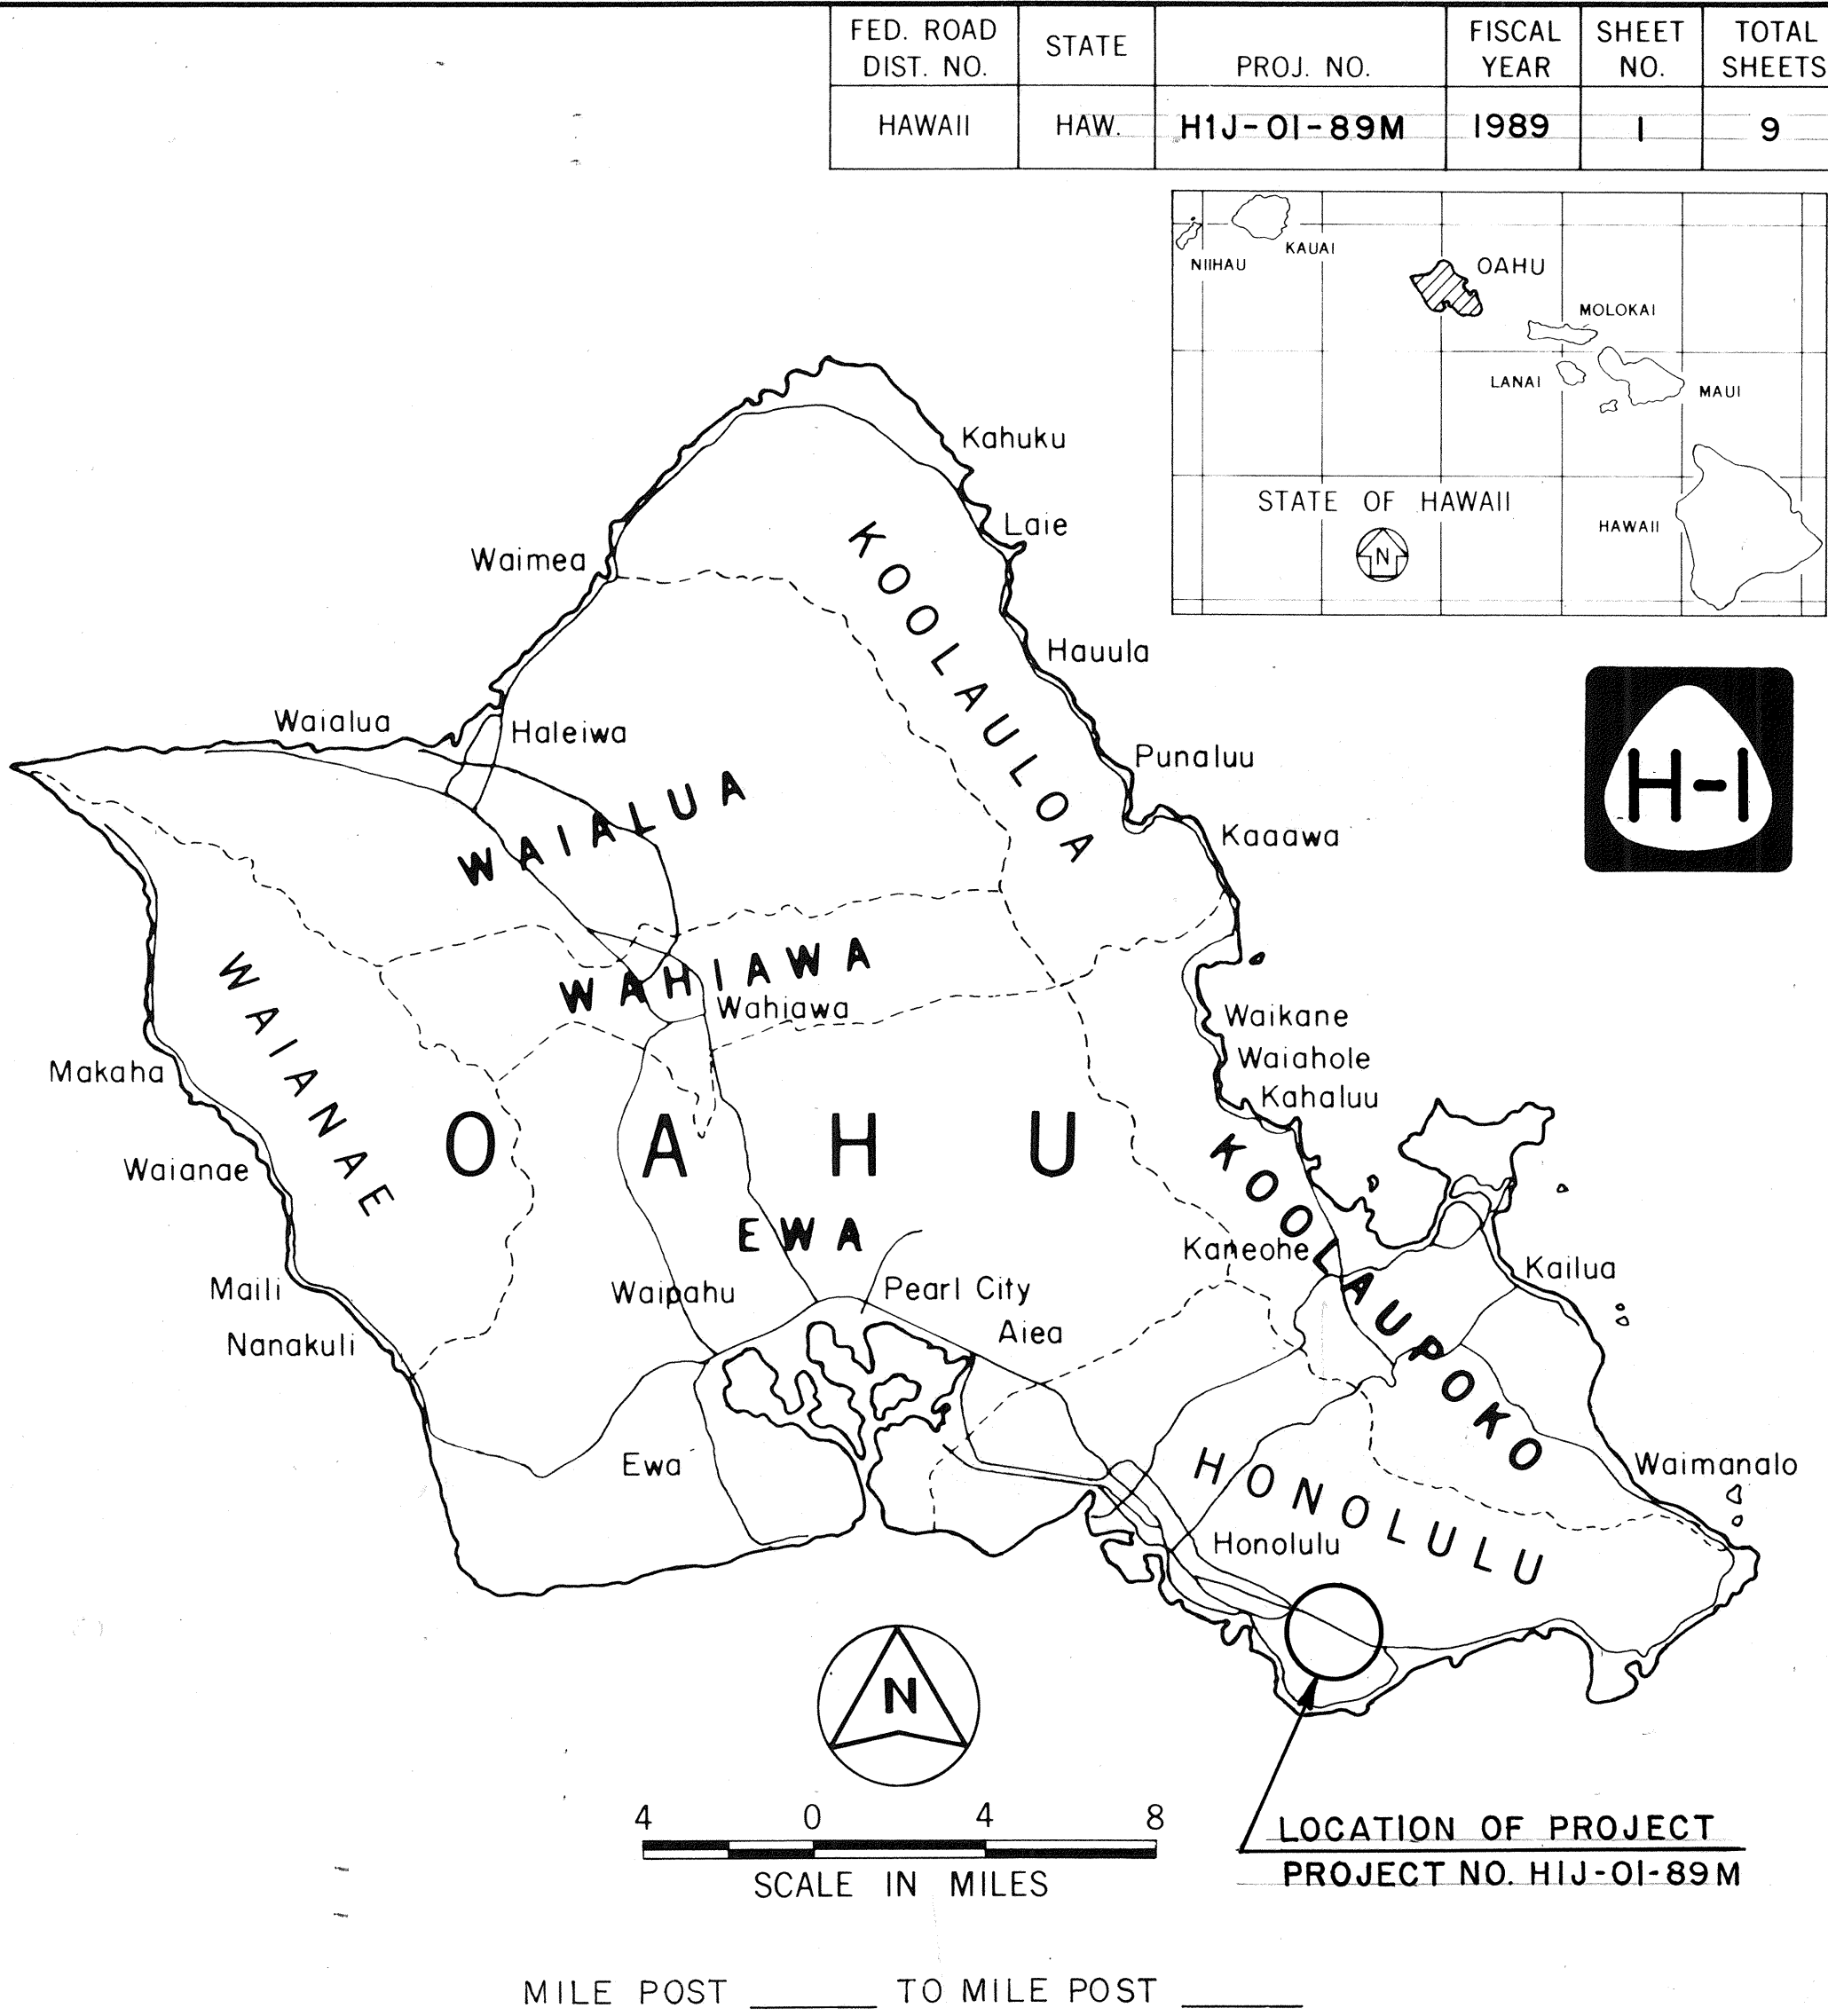 FED. ROAD DIST. NO.
STATE
PROJ. NO.
FISCAL YEAR
SHEET NO.
TOTAL SHEETS
HAWAII
HAW.
H1J-01-89M
1989
1
9
NIIHAU
KAUAI
OAHU
MOLOKAI
LANAI
MAUI
HAWAII
STATE OF HAWAII
N
H-1
Kahuku
Laie
Waimea
KOOLAULOA
Hauula
Waialua
Haleiwa
Punaluu
WAIALUA
Kaaawa
WAHIAWA
Wahiawa
WAIANAE
Waikane
Waiahole
Kahaluu
Makaha
OAHU
Waianae
KOOLAUPOKO
EWA
Kaneohe
Kailua
Maili
Waipahu
Pearl City
Aiea
Nanakuli
Ewa
Waimanalo
HONOLULU
Honolulu
N
4 0 4 8
SCALE IN MILES
LOCATION OF PROJECT
PROJECT NO. H1J-01-89M
MILE POST ______ TO MILE POST ______